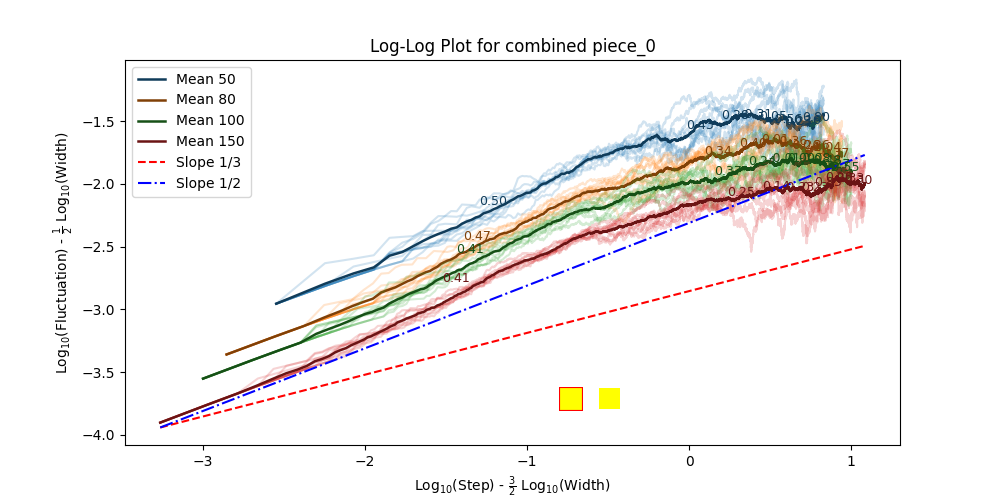 Log-Log Plot for combined piece_0
Mean 50
Mean 80
Mean 100
Mean 150
Slope 1/3
Slope 1/2
−1.5
−2.0
−2.5
−3.0
−3.5
−4.0
Log10(Fluctuation) - 1/2 Log10(Width)
0.50
0.47
0.41
0.41
0.45
0.34
0.25
−3
−2
−1
0
1
Log10(Step) - 3/2 Log10(Width)